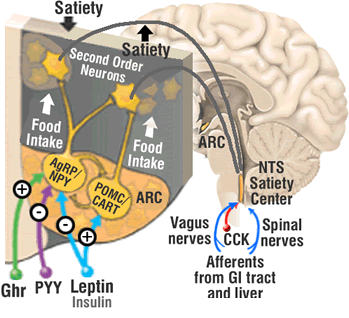 Satiety
Second Order
Neurons
Satiety
Food
Intake
Food
Intake
AgRP/
NPY
POMC/
CART
ARC
ARC
NTS
Satiety
Center
+
-
-
+
Vagus
nerves
CCK
Spinal
nerves
Ghr
PYY
Leptin
Insulin
Afferents
from GI tract
and liver